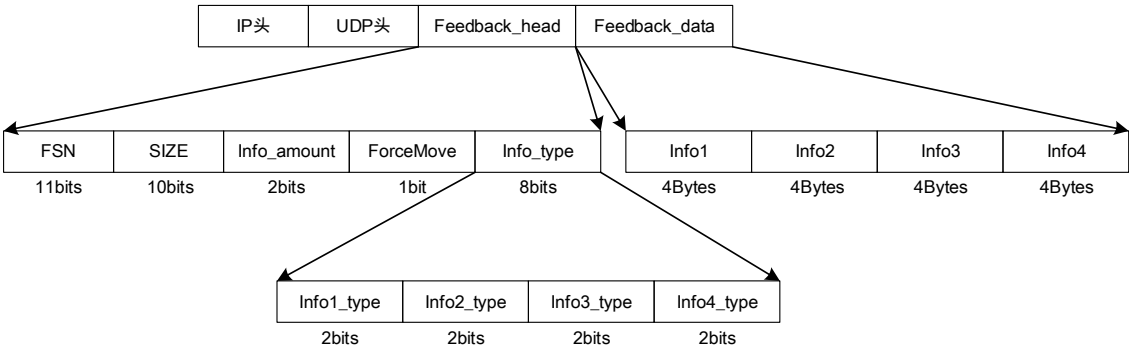 IP头 UDP头 Feedback_head Feedback_data
FSN SIZE Info_amount ForceMove Info_type Info1 Info2 Info3 Info4
11bits 10bits 2bits 1bit 8bits 4Bytes 4Bytes 4Bytes 4Bytes
Info1_type Info2_type Info3_type Info4_type
2bits 2bits 2bits 2bits